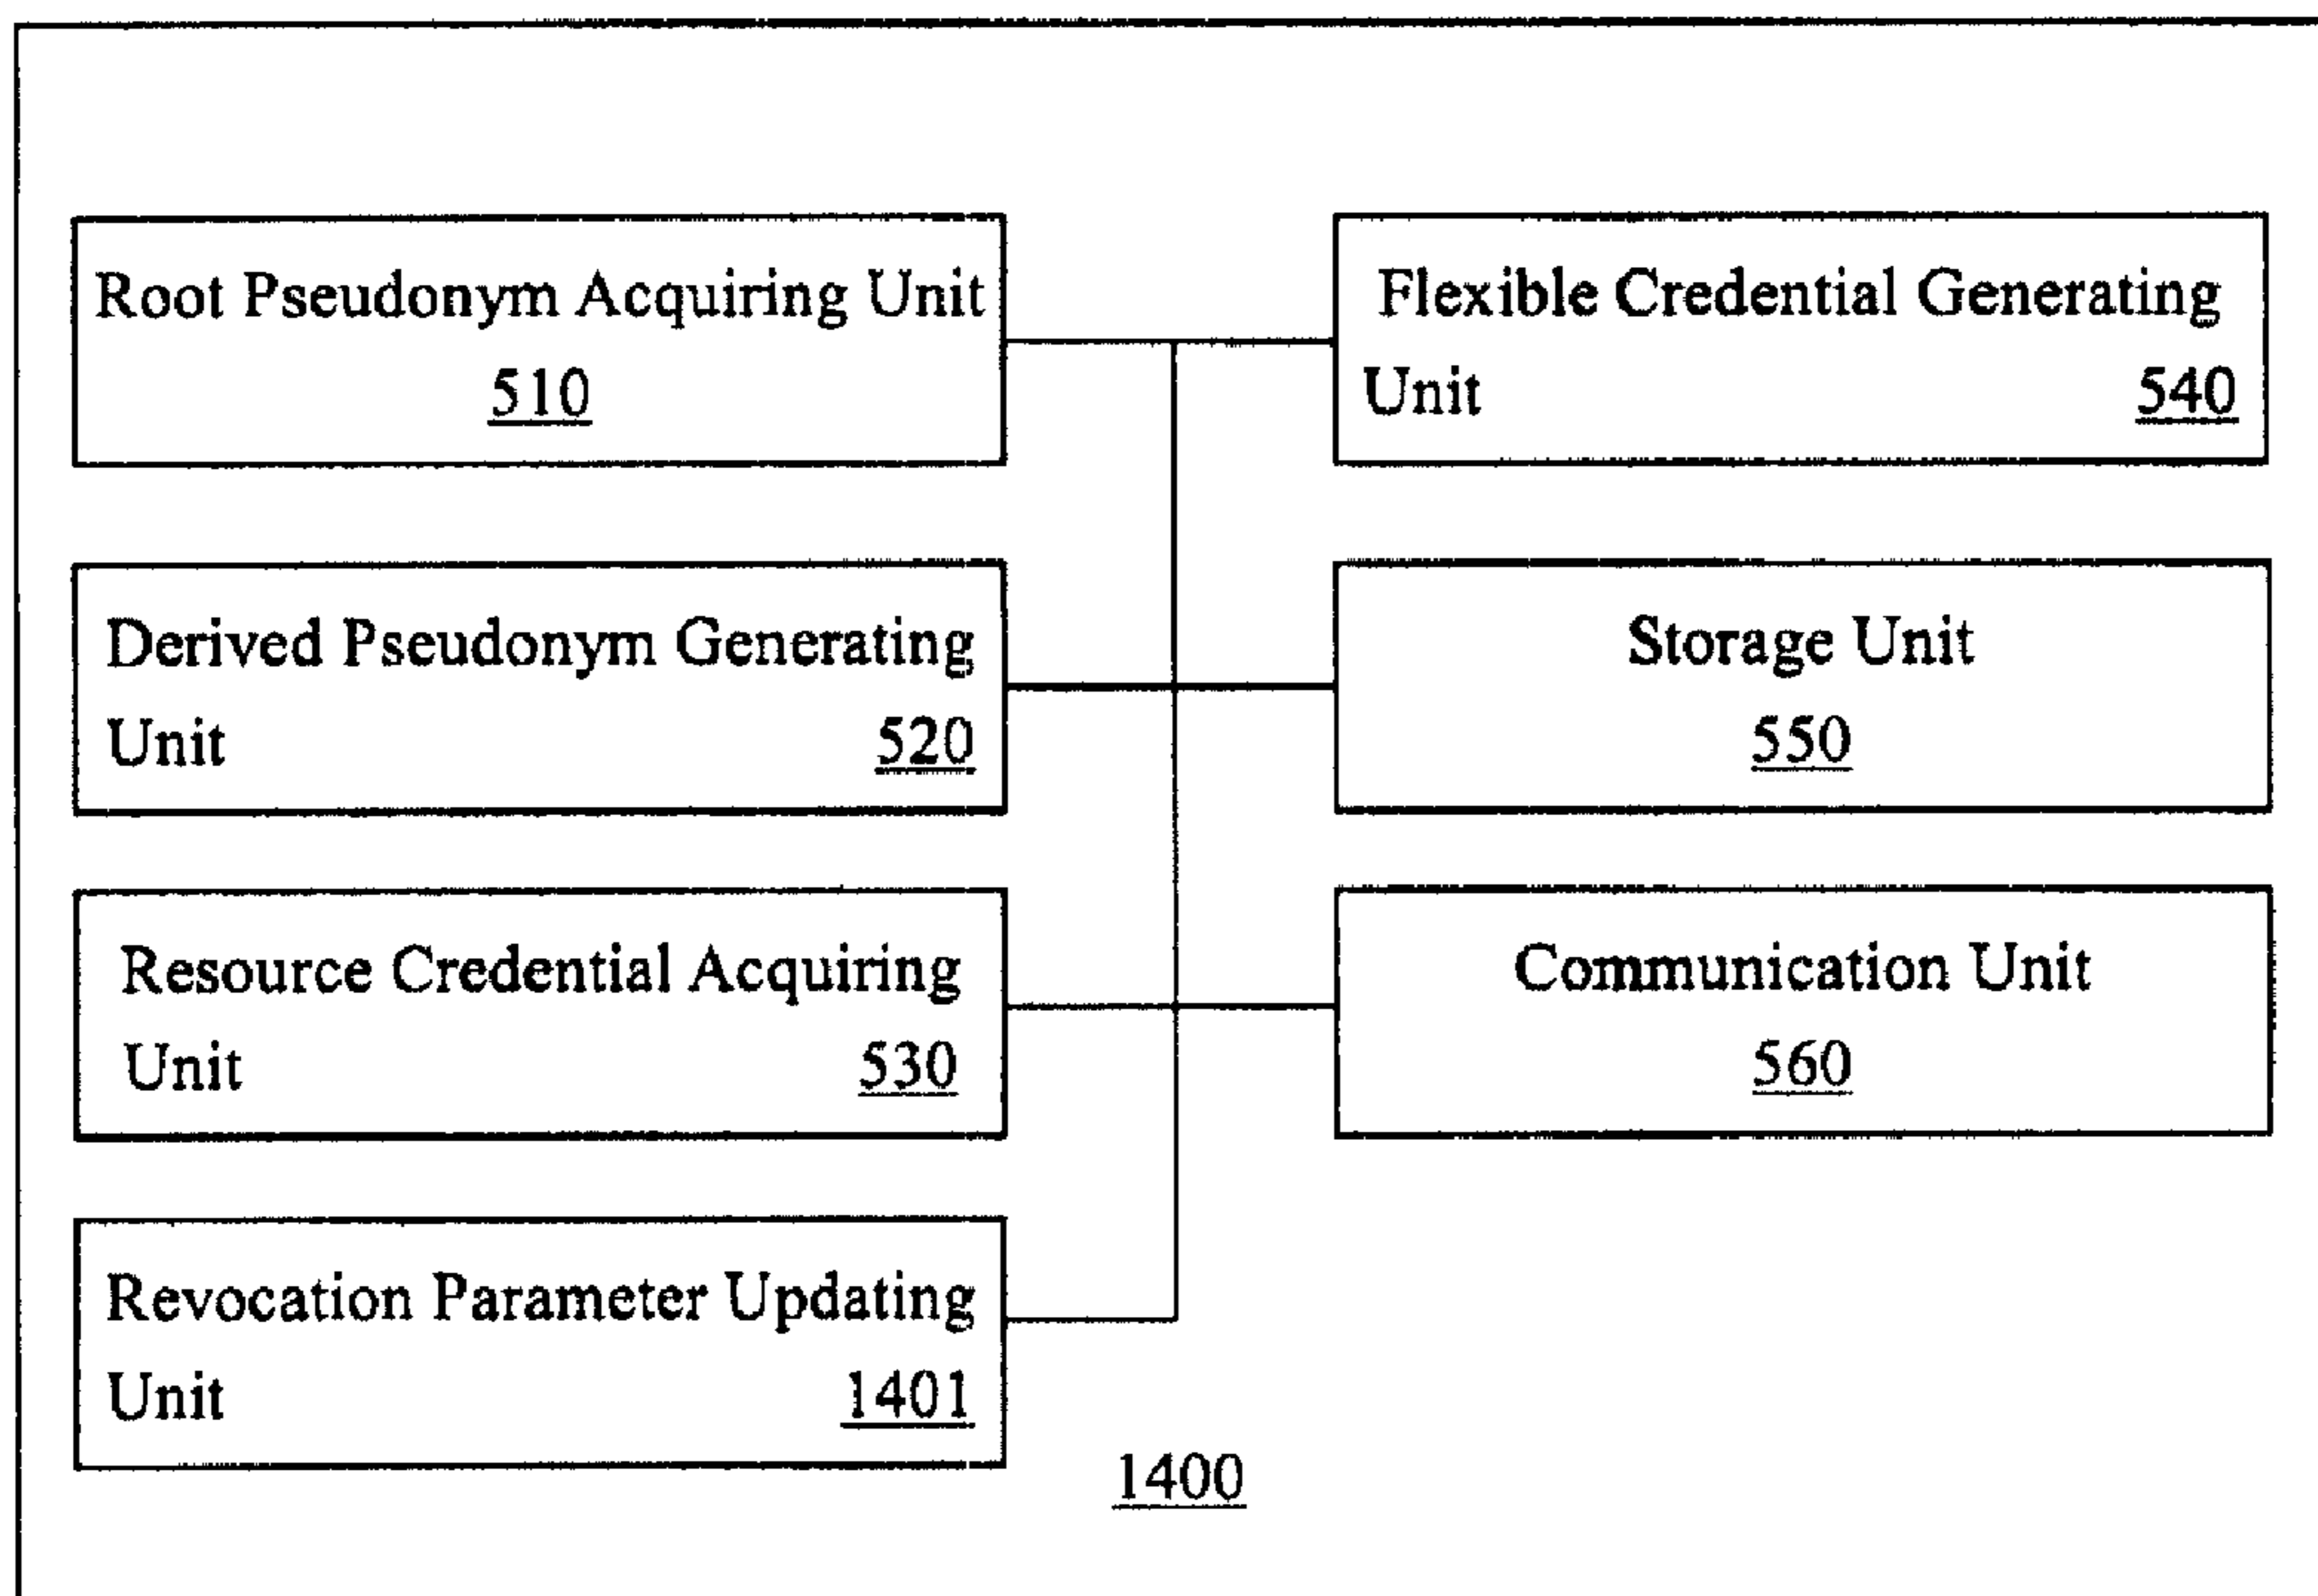 Root Pseudonym Acquiring Unit
510
Flexible Credential Generating
Unit 540
Derived Pseudonym Generating
Unit 520
Storage Unit
550
Resource Credential Acquiring
Unit 530
Communication Unit
560
Revocation Parameter Updating
Unit 1401
1400